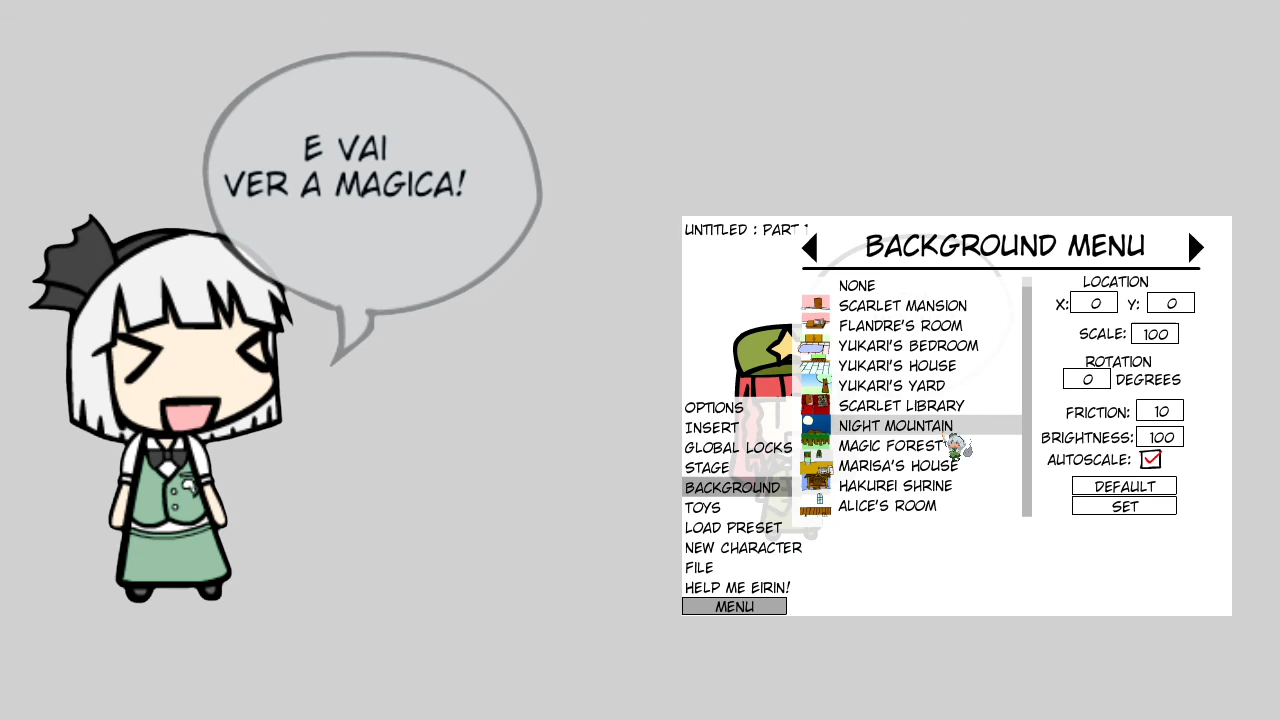 E VAI
VER A MAGICA!
UNTITLED : PART 1
BACKGROUND MENU
NONE
SCARLET MANSION
FLANDRE'S ROOM
YUKARI'S BEDROOM
YUKARI'S HOUSE
YUKARI'S YARD
SCARLET LIBRARY
NIGHT MOUNTAIN
MAGIC FOREST
MARISA'S HOUSE
HAKUREI SHRINE
ALICE'S ROOM
LOCATION
X: 0 Y: 0
SCALE: 100
ROTATION
0 DEGREES
FRICTION: 10
BRIGHTNESS: 100
AUTOSCALE:
DEFAULT
SET
OPTIONS
INSERT
GLOBAL LOCKS
STAGE
BACKGROUND
TOYS
LOAD PRESET
NEW CHARACTER
FILE
HELP ME EIRIN!
MENU